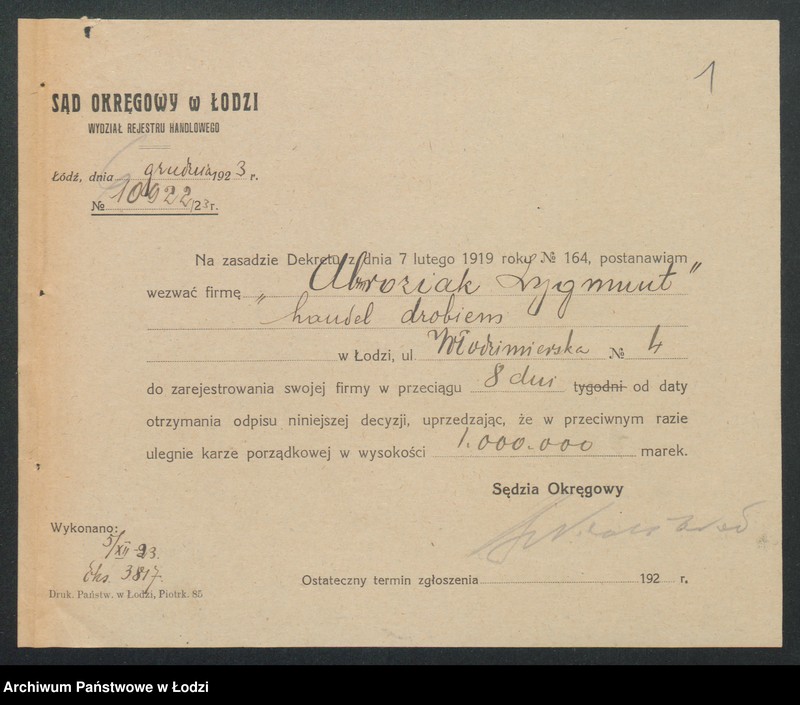 1
SĄD OKRĘGOWY w ŁODZI
WYDZIAŁ REJESTRU HANDLOWEGO
Łódź, dnia grudnia 1923 r.
№ 10922/23 r.
Na zasadzie Dekretu z dnia 7 lutego 1919 roku № 164, postanawiam
wezwać firmę „ Zygmunt"
handel drobiem
w Łodzi, ul. Włodzimierska № 4
do zarejestrowania swojej firmy w przeciągu 8 dni tygodni od daty
otrzymania odpisu niniejszej decyzji, uprzedzając, że w przeciwnym razie
ulegnie karze porządkowej w wysokości 1.000.000 marek.
Sędzia Okręgowy
Wykonano:
5/XII 23.
Eks. 3817.
Ostateczny termin zgłoszenia 192 r.
Druk. Państw. w Łodzi, Piotrk. 85
Archiwum Państwowe w Łodzi